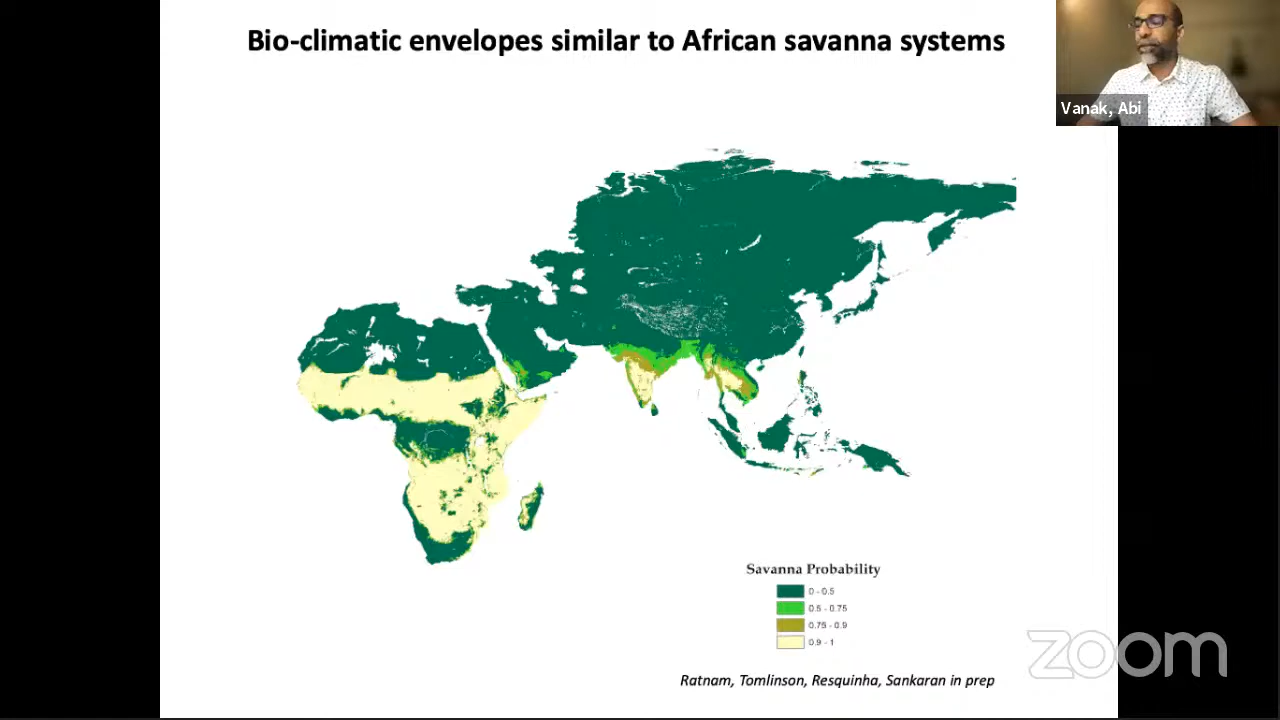 Bio-climatic envelopes similar to African savanna systems
Vanak, Abi
Savanna Probability
0 - 0.5
0.5 - 0.75
0.75 - 0.9
0.9 - 1
zoom
Ratnam, Tomlinson, Resquinha, Sankaran in prep